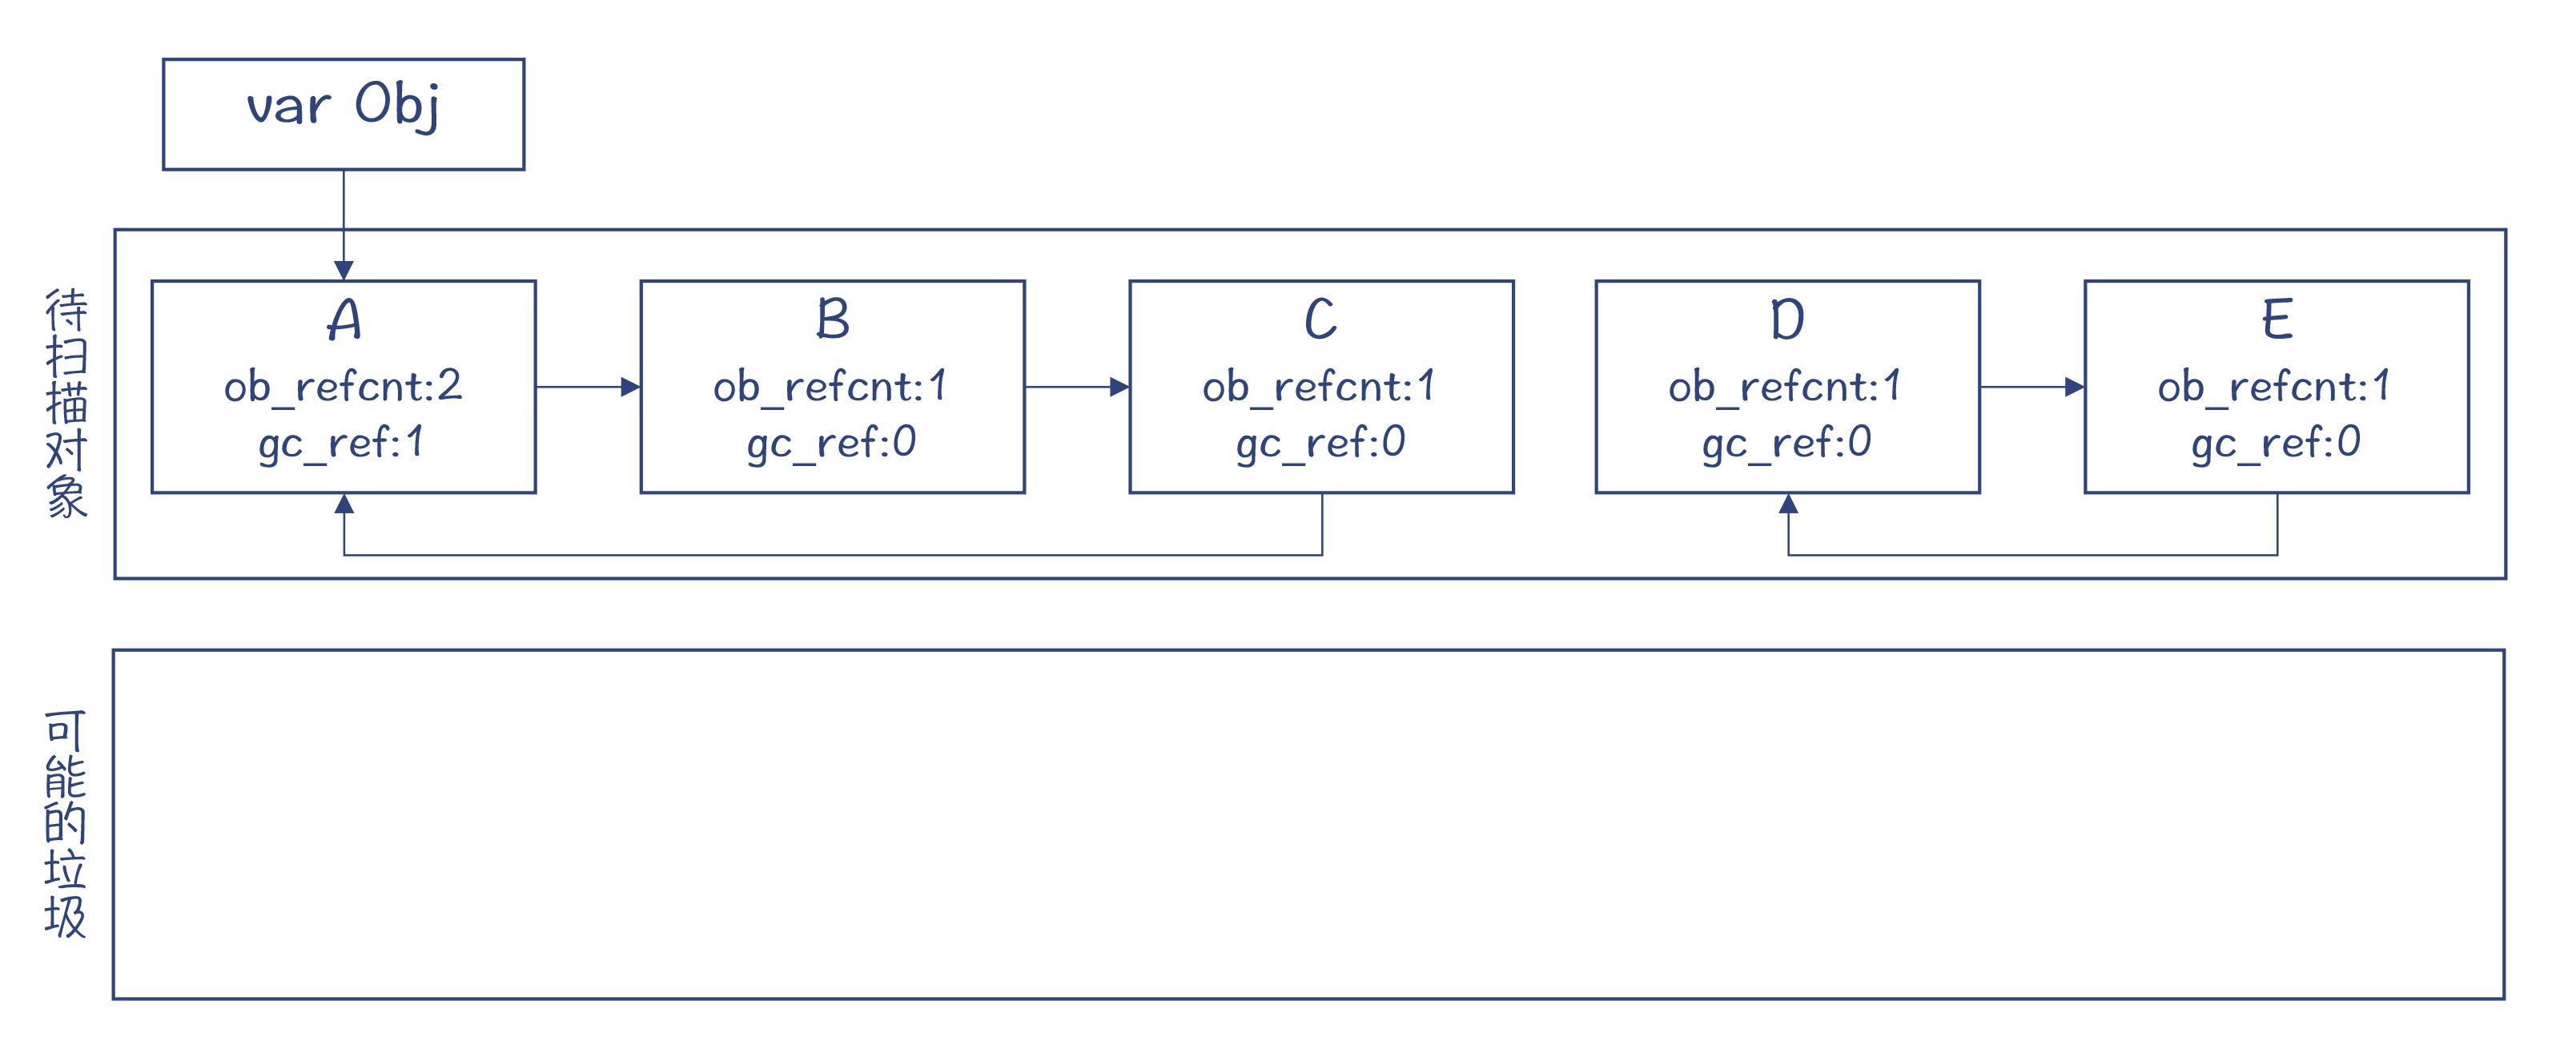 var Obj
待扫描对象
A
ob_refcnt:2
gc_ref:1
B
ob_refcnt:1
gc_ref:0
C
ob_refcnt:1
gc_ref:0
D
ob_refcnt:1
gc_ref:0
E
ob_refcnt:1
gc_ref:0
可能的垃圾